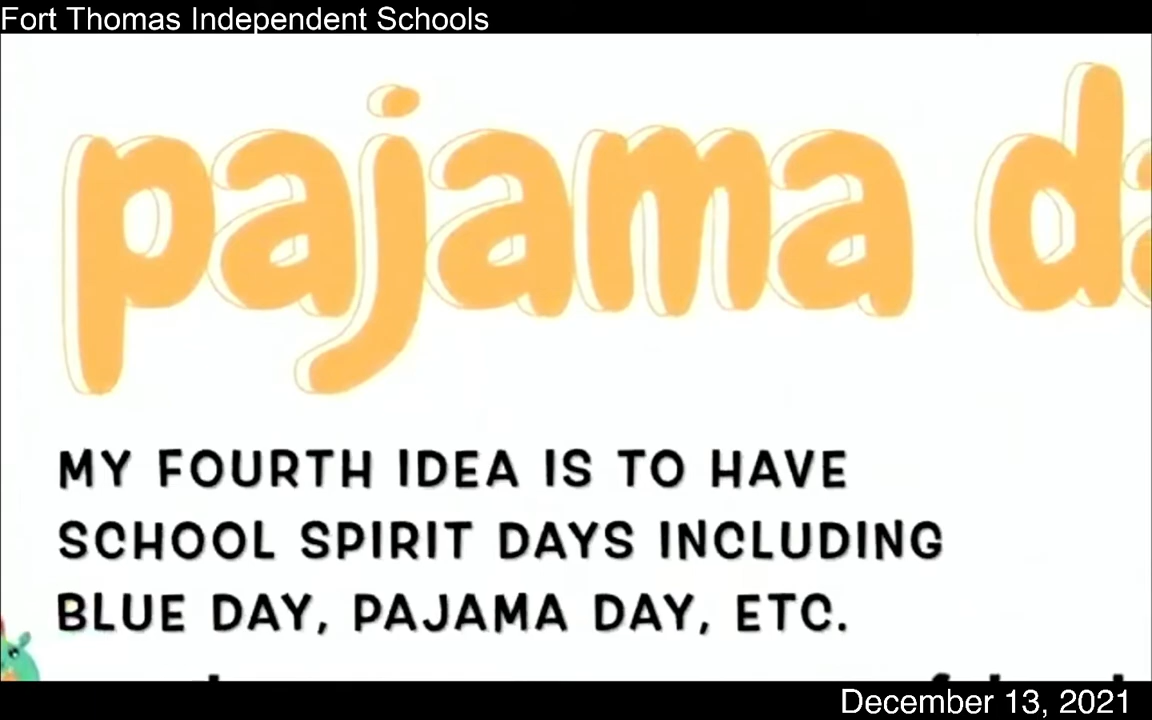 Fort Thomas Independent Schools
pajama
MY FOURTH IDEA IS TO HAVE
SCHOOL SPIRIT DAYS INCLUDING
BLUE DAY, PAJAMA DAY, ETC.
December 13, 2021